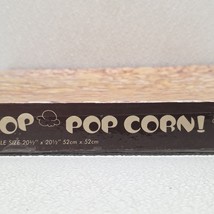 OP POP CORN!
LE SIZE 20½" x 20½" 52cm x 52cm